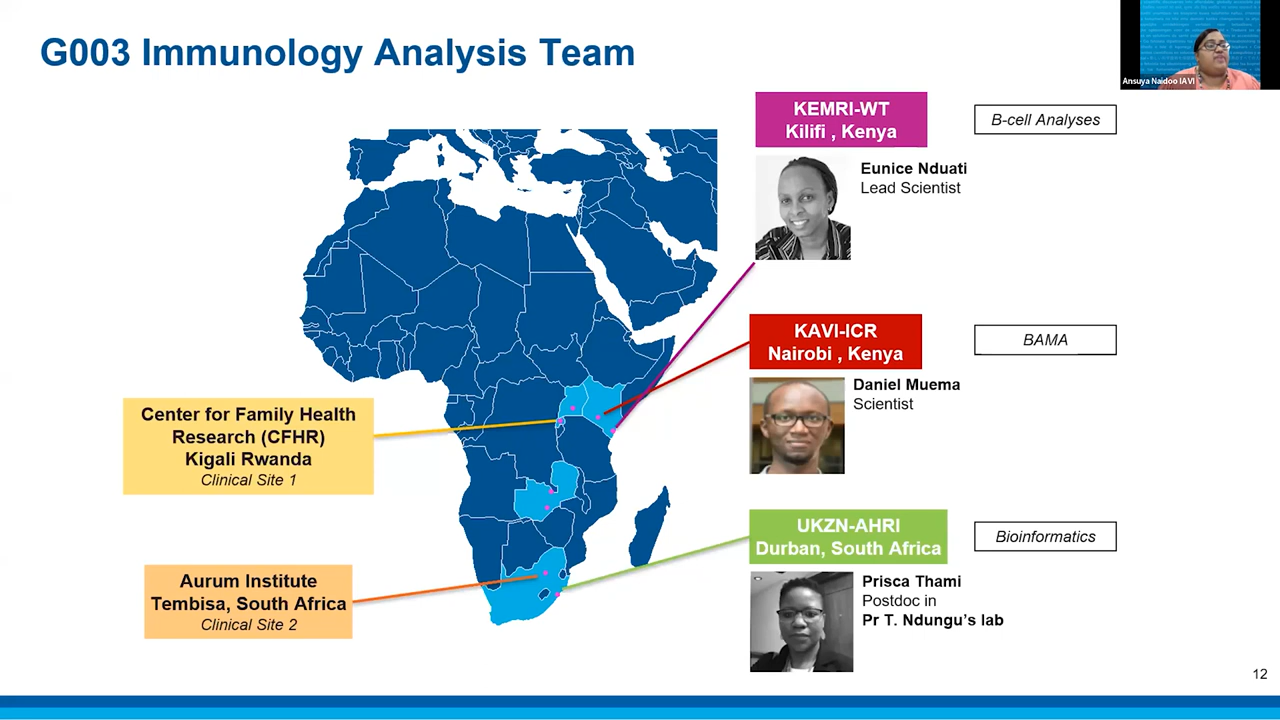 G003 Immunology Analysis Team
Ansuya Naidoo IAVI
KEMRI-WT
Kilifi , Kenya
B-cell Analyses
Eunice Nduati
Lead Scientist
KAVI-ICR
Nairobi , Kenya
BAMA
Daniel Muema
Scientist
Center for Family Health
Research (CFHR)
Kigali Rwanda
Clinical Site 1
UKZN-AHRI
Durban, South Africa
Bioinformatics
Aurum Institute
Tembisa, South Africa
Clinical Site 2
Prisca Thami
Postdoc in
Pr T. Ndungu's lab
12